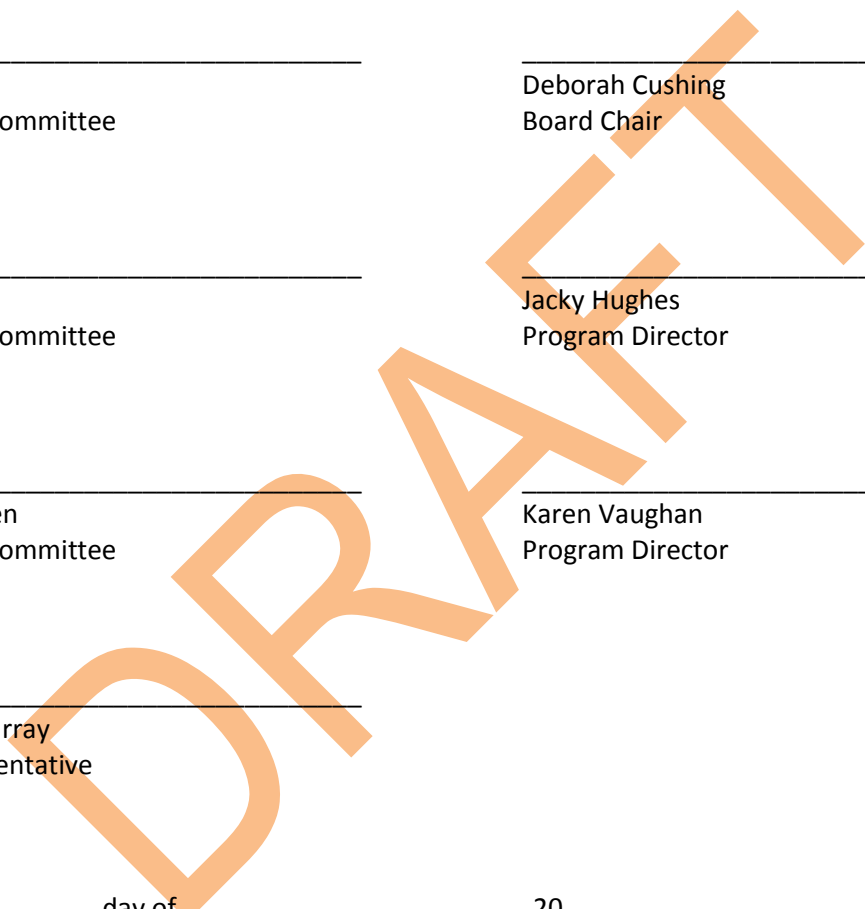 Deborah Cushing
ommittee
Board Chair
Jacky Hughes
ommittee
Program Director
en
Karen Vaughan
ommittee
Program Director
rray
entative
day of 20
DRAFT